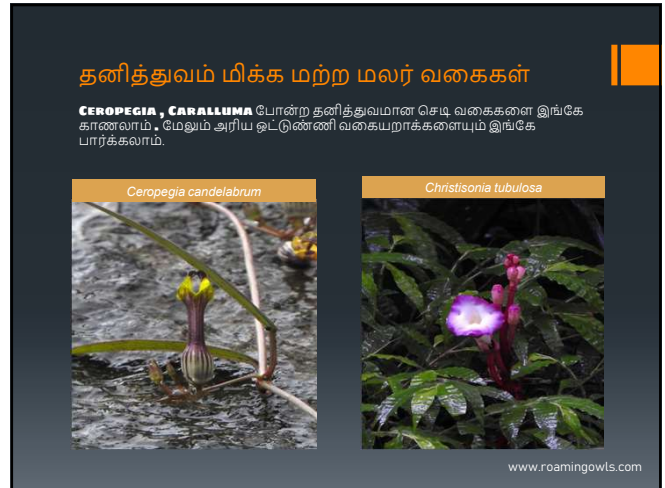 தனித்துவம் மிக்க மற்ற மலர் வகைகள்
CEROPEGIA , CARALLUMA போன்ற தனித்துவமான செடி வகைகளை இங்கே
காணலாம் . மேலும் அரிய ஒட்டுண்ணி வகையறாக்களையும் இங்கே
பார்க்கலாம்.
Ceropegia candelabrum
Christisonia tubulosa
www.roamingowls.com